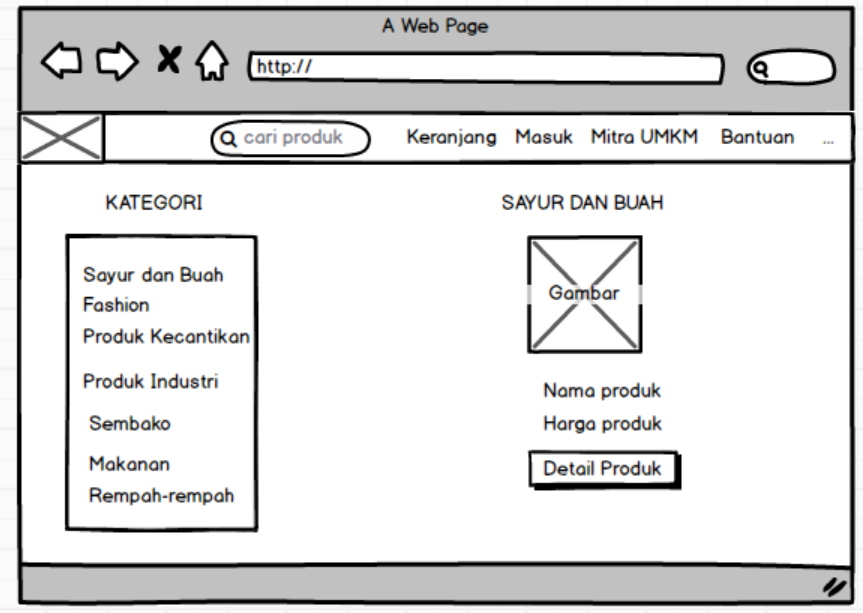 A Web Page
http://
cari produk Keranjang Masuk Mitra UMKM Bantuan ...
KATEGORI
Sayur dan Buah
Fashion
Produk Kecantikan
Produk Industri
Sembako
Makanan
Rempah-rempah
SAYUR DAN BUAH
Gambar
Nama produk
Harga produk
Detail Produk